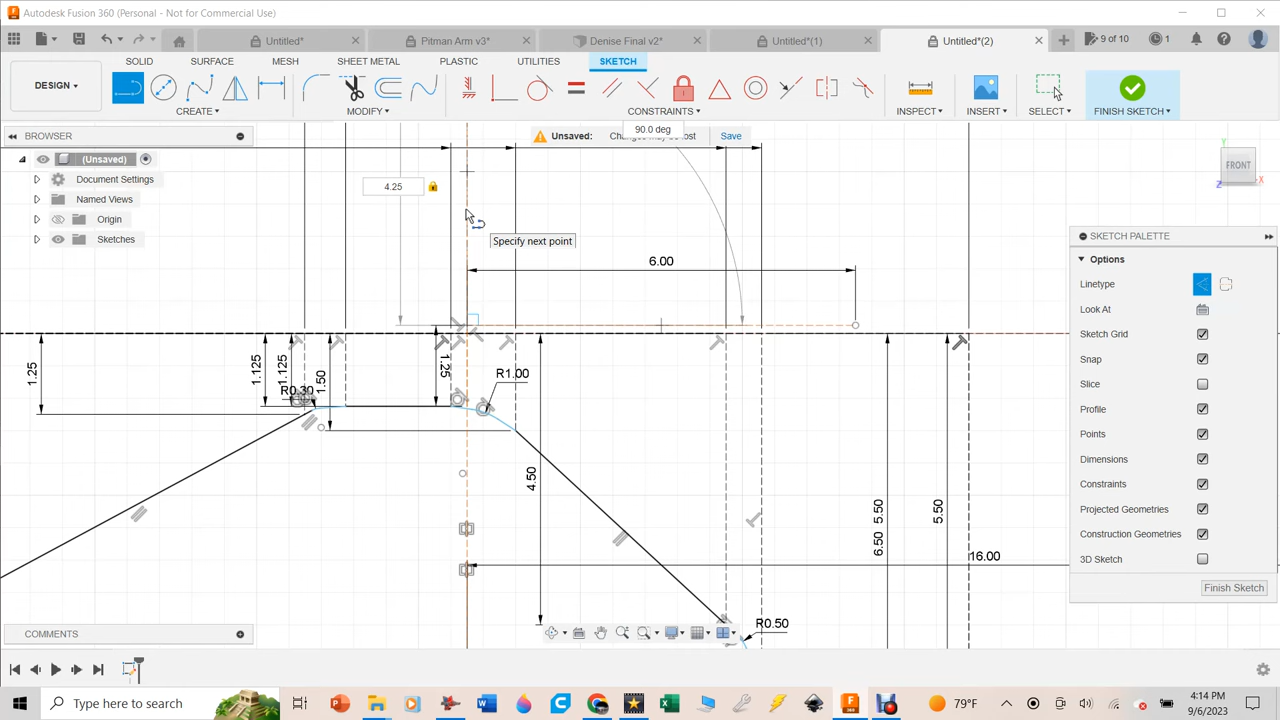 Autodesk Fusion 360 (Personal - Not for Commercial Use)
Untitled*
Pitman Arm v3*
Denise Final v2*
Untitled*(1)
Untitled*(2)
9 of 10
1
DESIGN
SOLID
SURFACE
MESH
SHEET METAL
PLASTIC
UTILITIES
SKETCH
CREATE
MODIFY
CONSTRAINTS
INSPECT
INSERT
SELECT
FINISH SKETCH
BROWSER
Unsaved:
Changes may be lost
Save
90.0 deg
(Unsaved)
Document Settings
Named Views
Origin
Sketches
4.25
Specify next point
6.00
FRONT
Y
X
Z
SKETCH PALETTE
Options
Linetype
Look At
Sketch Grid
Snap
Slice
Profile
Points
Dimensions
Constraints
Projected Geometries
Construction Geometries
3D Sketch
Finish Sketch
1.25
1.125
1.125
R0.30
1.50
1.25
R1.00
4.50
6.50
5.50
5.50
16.00
R0.50
COMMENTS
Type here to search
79°F
4:14 PM
9/6/2023